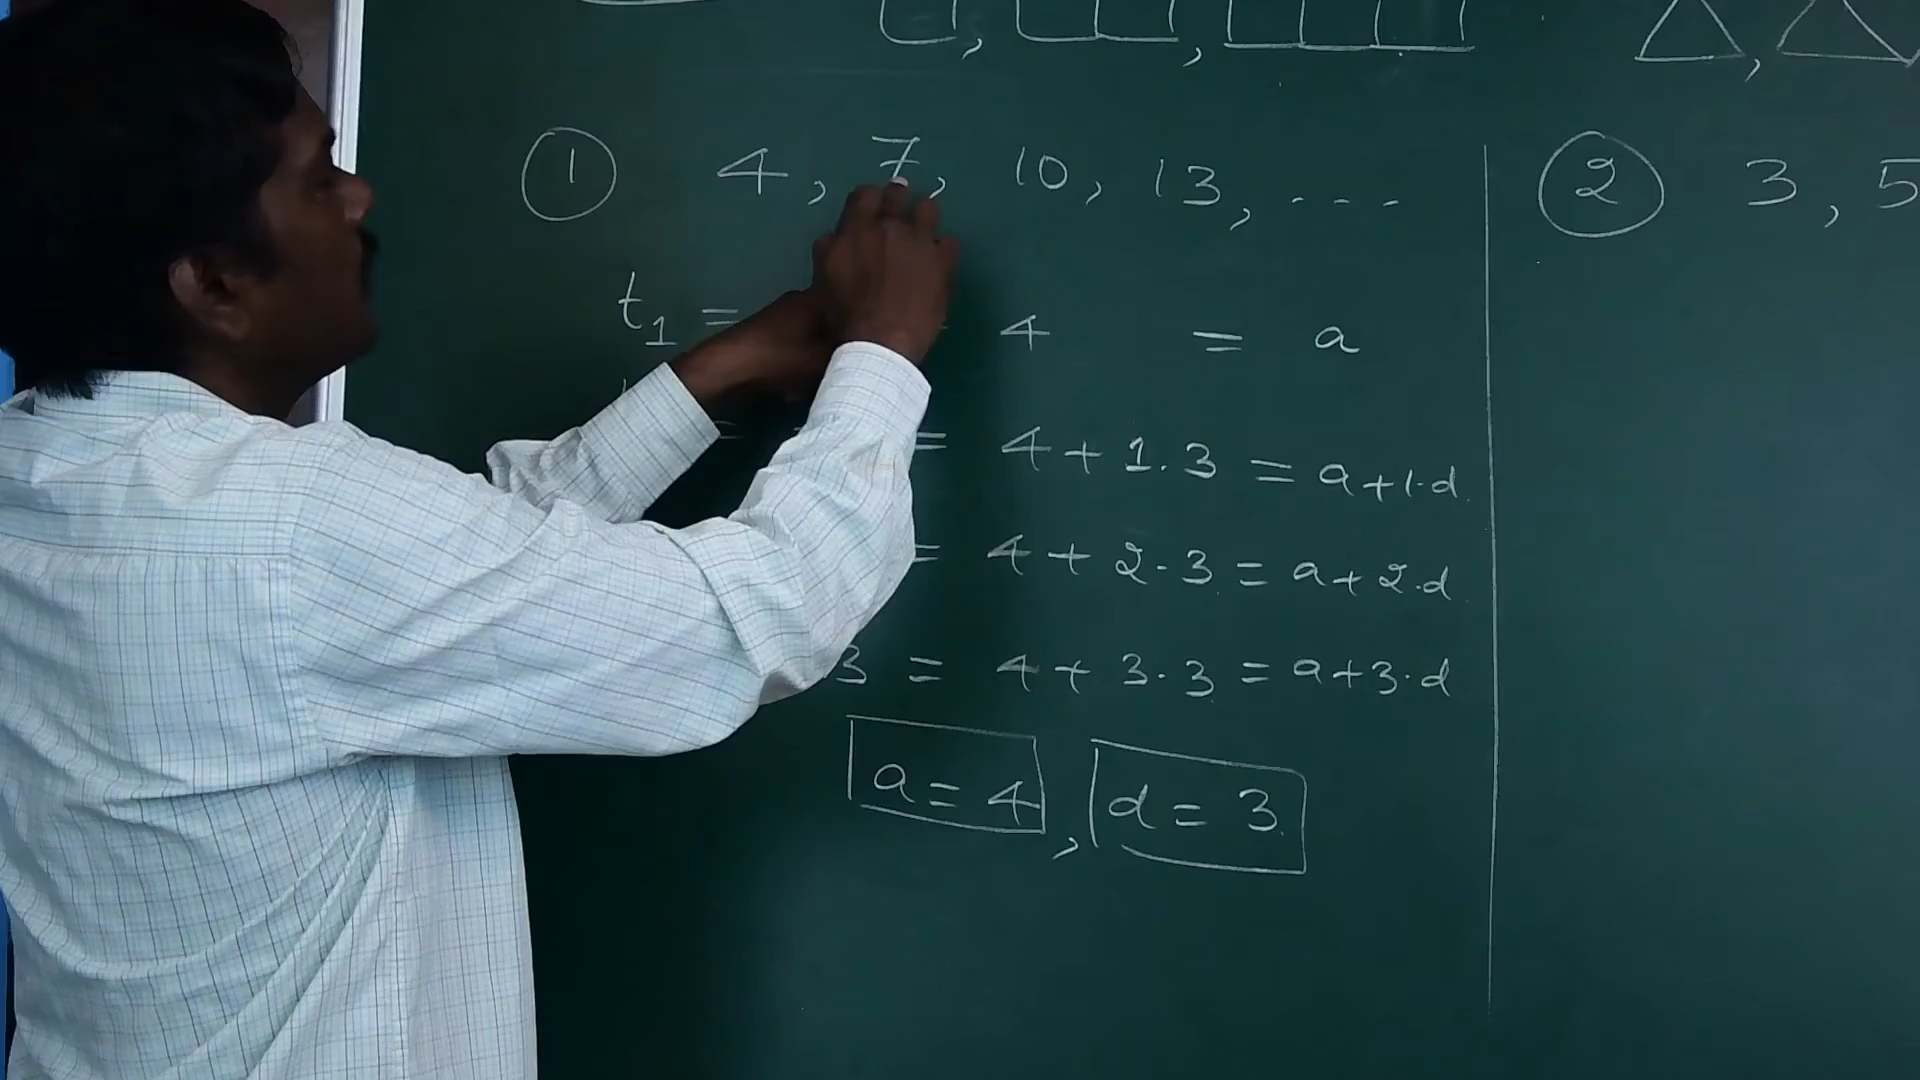 ① 4, 7, 10, 13, ...
t₁ = 4 = a
= 4 + 1.3 = a + 1.d
= 4 + 2.3 = a + 2.d
3 = 4 + 3.3 = a + 3.d
a = 4, d = 3
② 3, 5